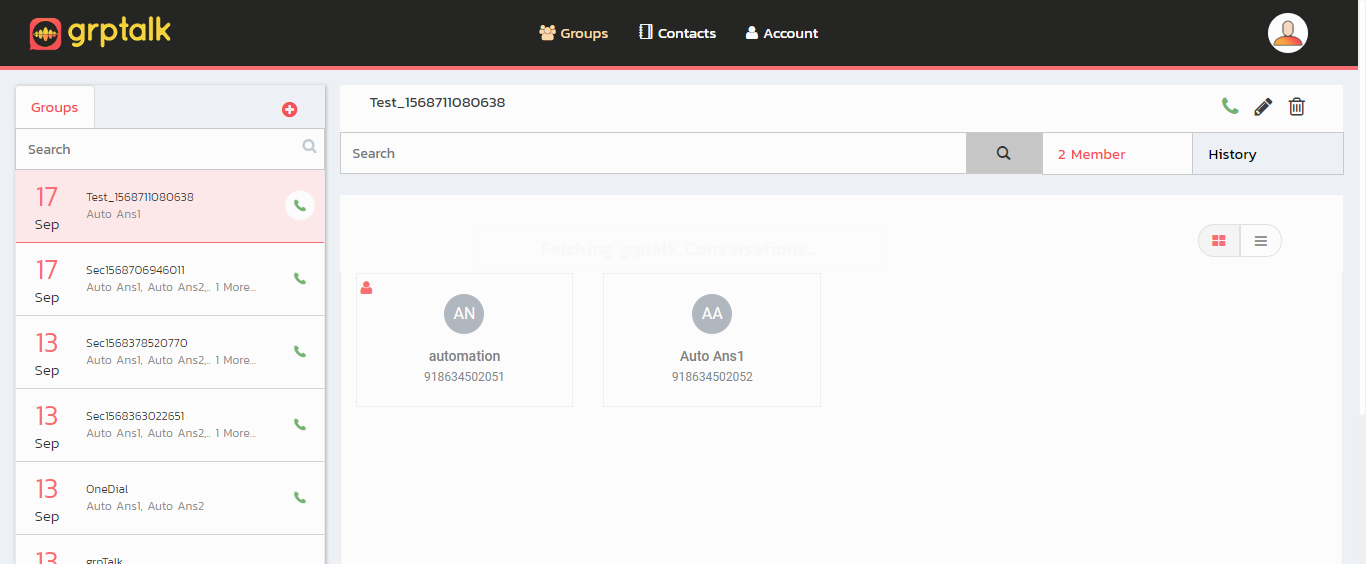 grptalk
Groups Contacts Account
Groups
Search
17 Sep
Test_1568711080638
Auto Ans1
17 Sep
Sec1568706946011
Auto Ans1, Auto Ans2,.. 1 More...
13 Sep
Sec1568378520770
Auto Ans1, Auto Ans2,.. 1 More...
13 Sep
Sec1568363022651
Auto Ans1, Auto Ans2,.. 1 More...
13 Sep
OneDial
Auto Ans1, Auto Ans2
13
grpTalk
Test_1568711080638
Search
2 Member
History
Fetching grptalk Conversations...
AN
automation
918634502051
AA
Auto Ans1
918634502052